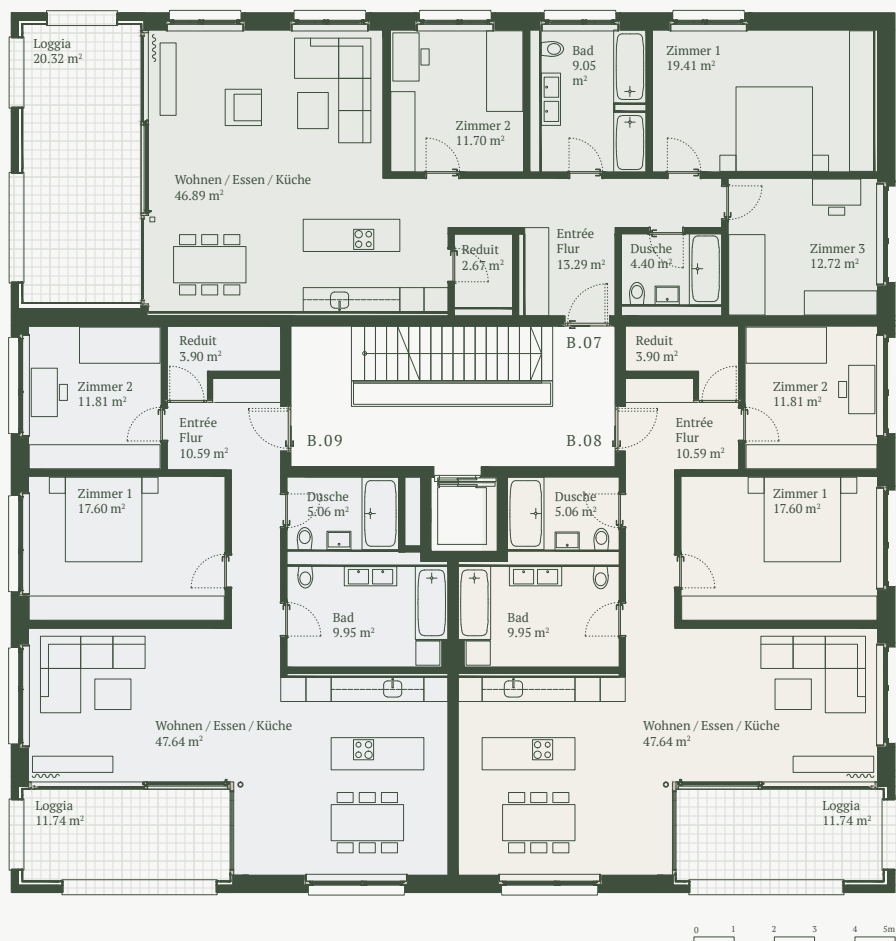 Loggia
20.32 m²
Wohnen / Essen / Küche
46.89 m²
Zimmer 2
11.70 m²
Bad
9.05
m²
Zimmer 1
19.41 m²
Reduit
2.67 m²
Entrée
Flur
13.29 m²
Dusche
4.40 m²
Zimmer 3
12.72 m²
B.07
Zimmer 2
11.81 m²
Reduit
3.90 m²
Entrée
Flur
10.59 m²
B.09
B.08
Reduit
3.90 m²
Entrée
Flur
10.59 m²
Zimmer 2
11.81 m²
Zimmer 1
17.60 m²
Dusche
5.06 m²
Dusche
5.06 m²
Zimmer 1
17.60 m²
Bad
9.95 m²
Bad
9.95 m²
Wohnen / Essen / Küche
47.64 m²
Wohnen / Essen / Küche
47.64 m²
Loggia
11.74 m²
Loggia
11.74 m²
0 1 2 3 4 5m